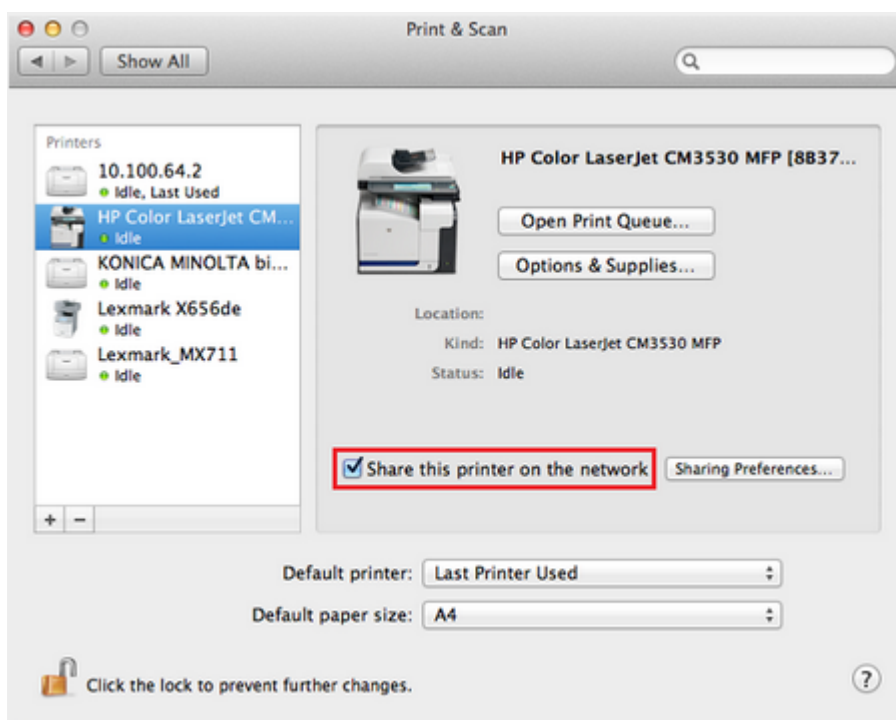 Print & Scan
Show All
Printers
10.100.64.2
Idle, Last Used
HP Color LaserJet CM...
Idle
KONICA MINOLTA bi...
Idle
Lexmark X656de
Idle
Lexmark_MX711
Idle
HP Color LaserJet CM3530 MFP [8B37...
Open Print Queue...
Options & Supplies...
Location:
Kind: HP Color LaserJet CM3530 MFP
Status: Idle
Share this printer on the network
Sharing Preferences...
+ −
Default printer: Last Printer Used
Default paper size: A4
Click the lock to prevent further changes.
?